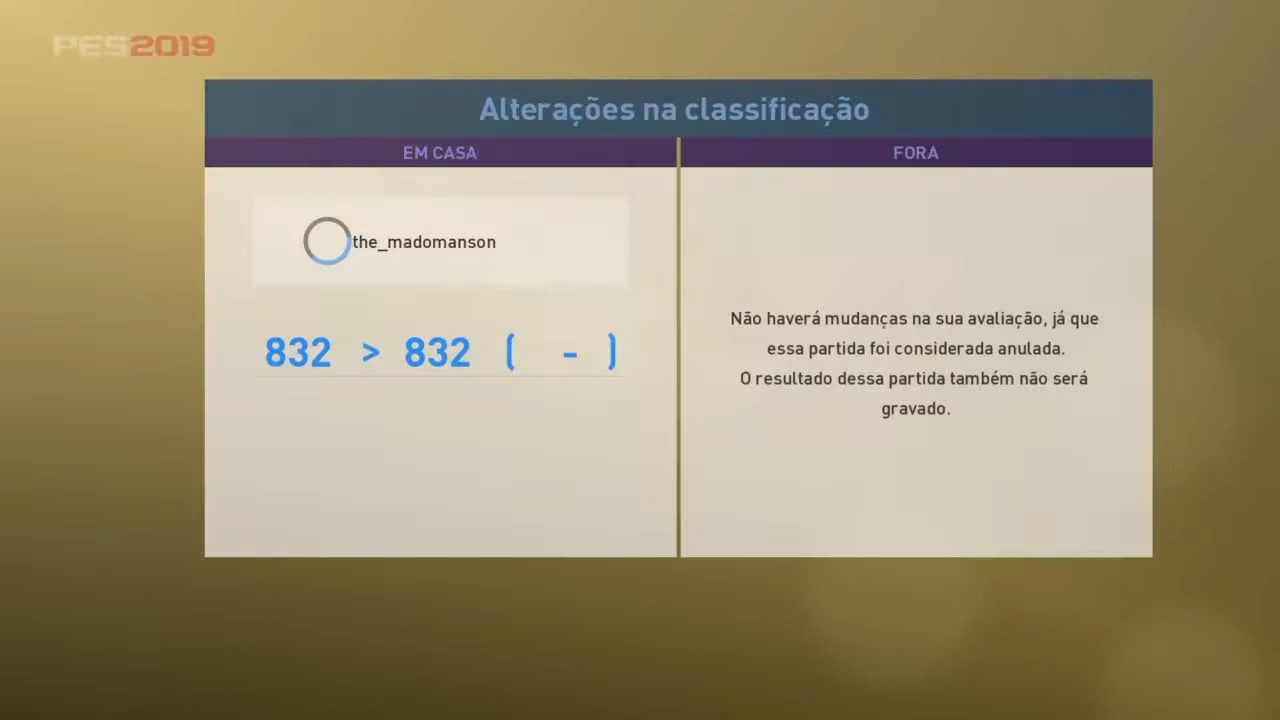 PES2019
Alterações na classificação
EM CASA
FORA
the_madomanson
832 > 832 ( - )
Não haverá mudanças na sua avaliação, já que
essa partida foi considerada anulada.
O resultado dessa partida também não será
gravado.